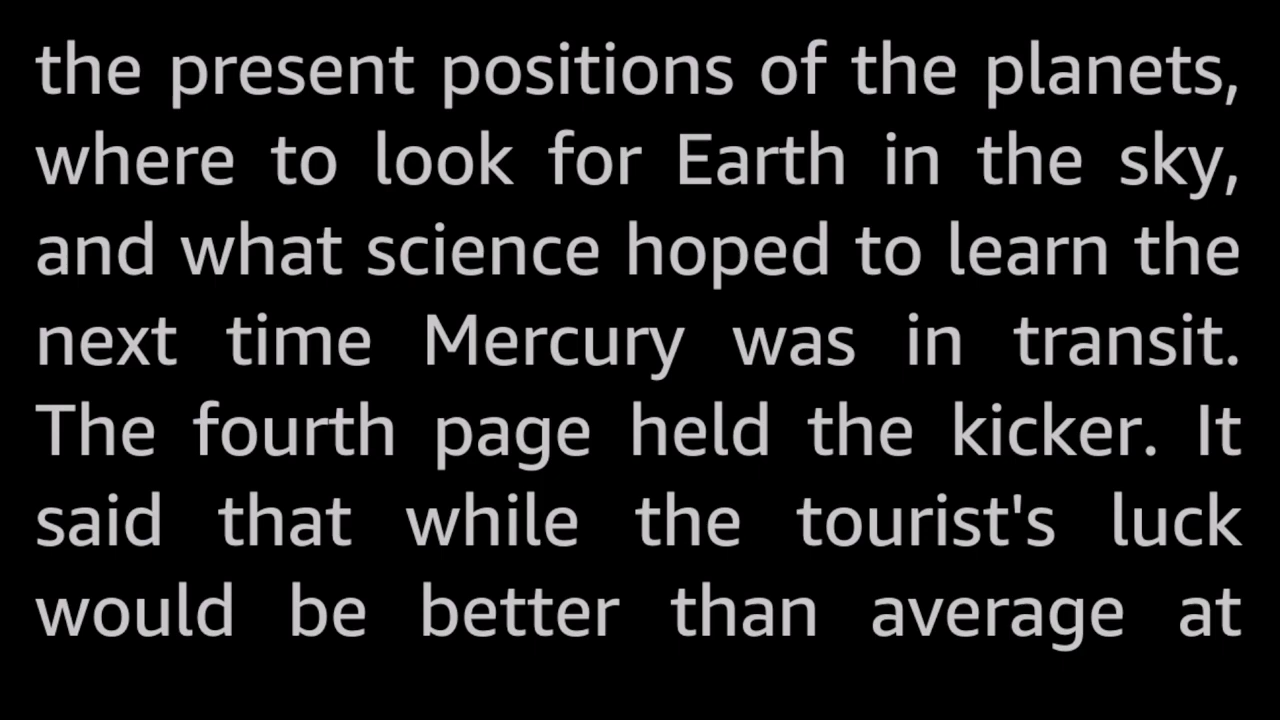 the present positions of the planets,
where to look for Earth in the sky,
and what science hoped to learn the
next time Mercury was in transit.
The fourth page held the kicker. It
said that while the tourist's luck
would be better than average at